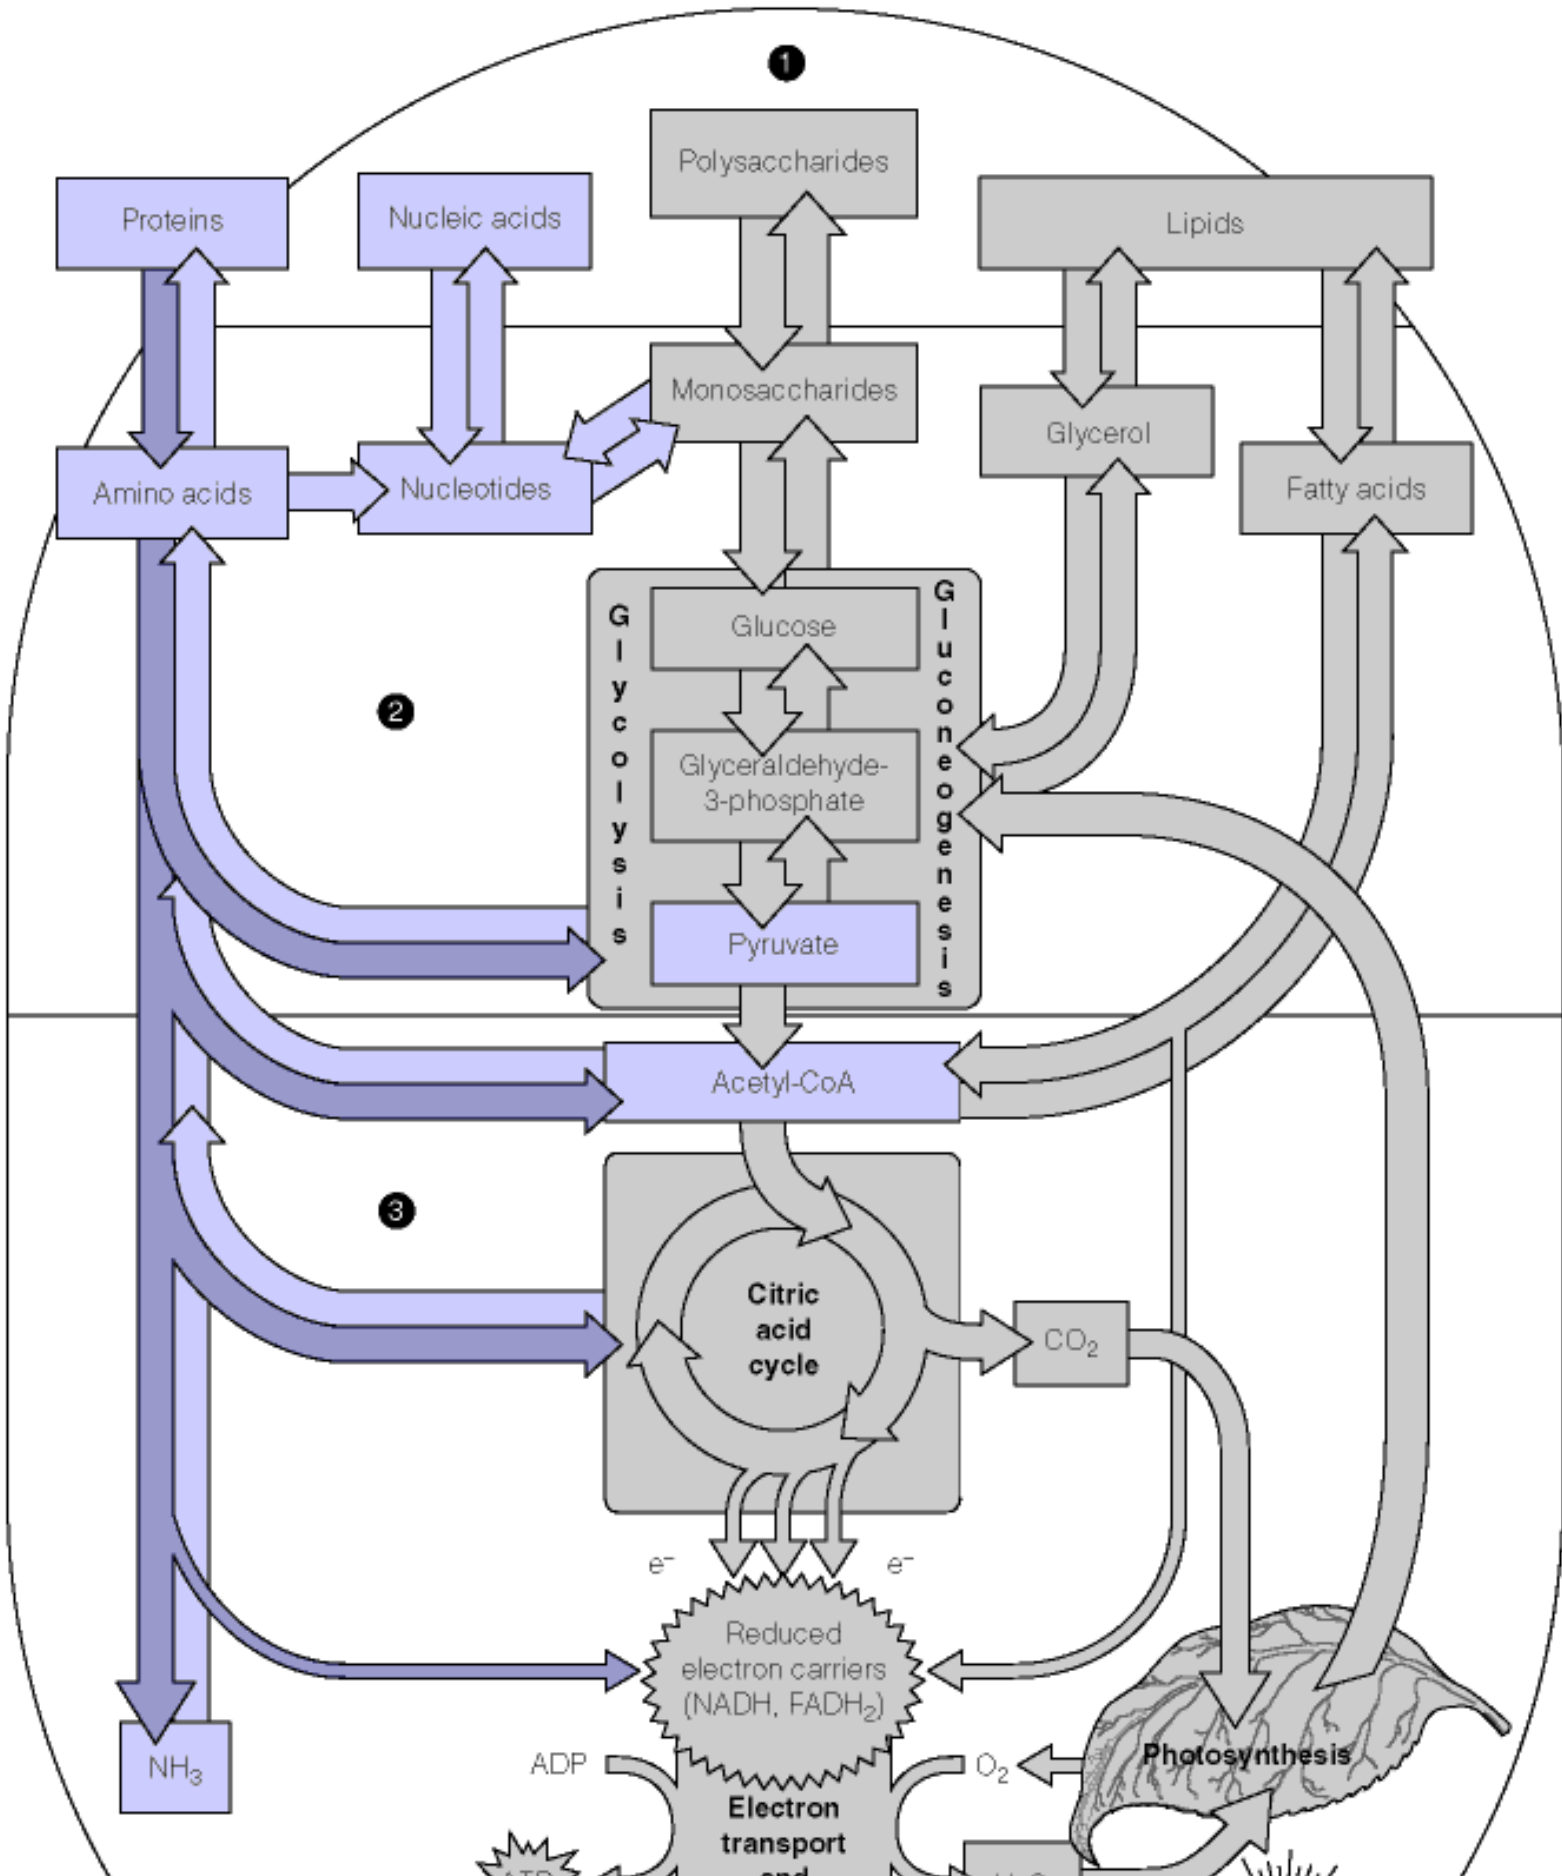 1
Polysaccharides
Proteins
Nucleic acids
Lipids
Monosaccharides
Glycerol
Amino acids
Nucleotides
Fatty acids
Glycolysis
Gluconeogenesis
Glucose
2
Glyceraldehyde-
3-phosphate
Pyruvate
Acetyl-CoA
3
Citric
acid
cycle
CO₂
e⁻
e⁻
Reduced
electron carriers
(NADH, FADH₂)
NH₃
ADP
O₂
Photosynthesis
Electron
transport
and